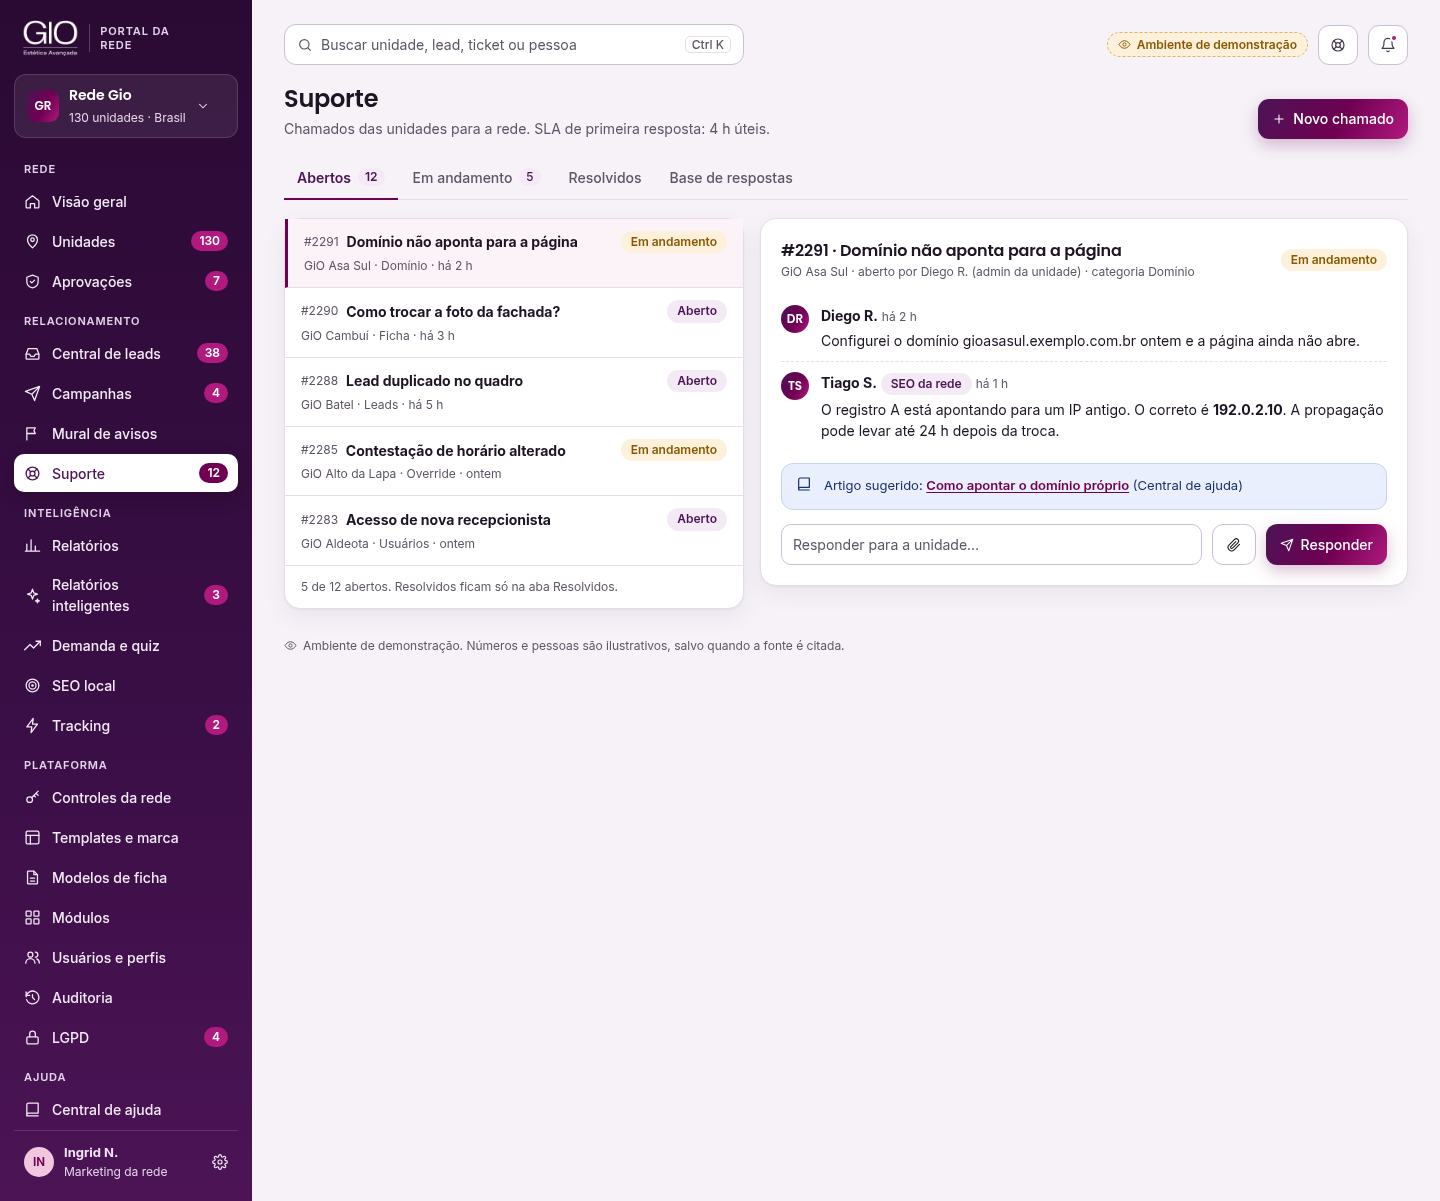 GiO
Estética Avançada
PORTAL DA
REDE
GR
Rede Gio
130 unidades · Brasil
REDE
Visão geral
Unidades 130
Aprovações 7
RELACIONAMENTO
Central de leads 38
Campanhas 4
Mural de avisos
Suporte 12
INTELIGÊNCIA
Relatórios
Relatórios
inteligentes 3
Demanda e quiz
SEO local
Tracking 2
PLATAFORMA
Controles da rede
Templates e marca
Modelos de ficha
Módulos
Usuários e perfis
Auditoria
LGPD 4
AJUDA
Central de ajuda
IN
Ingrid N.
Marketing da rede
Buscar unidade, lead, ticket ou pessoa Ctrl K
Ambiente de demonstração
Suporte
Chamados das unidades para a rede. SLA de primeira resposta: 4 h úteis.
Novo chamado
Abertos 12 Em andamento 5 Resolvidos Base de respostas
#2291 Domínio não aponta para a página Em andamento
GiO Asa Sul · Domínio · há 2 h
#2290 Como trocar a foto da fachada? Aberto
GiO Cambuí · Ficha · há 3 h
#2288 Lead duplicado no quadro Aberto
GiO Batel · Leads · há 5 h
#2285 Contestação de horário alterado Em andamento
GiO Alto da Lapa · Override · ontem
#2283 Acesso de nova recepcionista Aberto
GiO Aldeota · Usuários · ontem
5 de 12 abertos. Resolvidos ficam só na aba Resolvidos.
#2291 · Domínio não aponta para a página Em andamento
GiO Asa Sul · aberto por Diego R. (admin da unidade) · categoria Domínio
DR Diego R. há 2 h
Configurei o domínio gioasasul.exemplo.com.br ontem e a página ainda não abre.
TS Tiago S. SEO da rede há 1 h
O registro A está apontando para um IP antigo. O correto é 192.0.2.10. A propagação
pode levar até 24 h depois da troca.
Artigo sugerido: Como apontar o domínio próprio (Central de ajuda)
Responder para a unidade... Responder
Ambiente de demonstração. Números e pessoas são ilustrativos, salvo quando a fonte é citada.